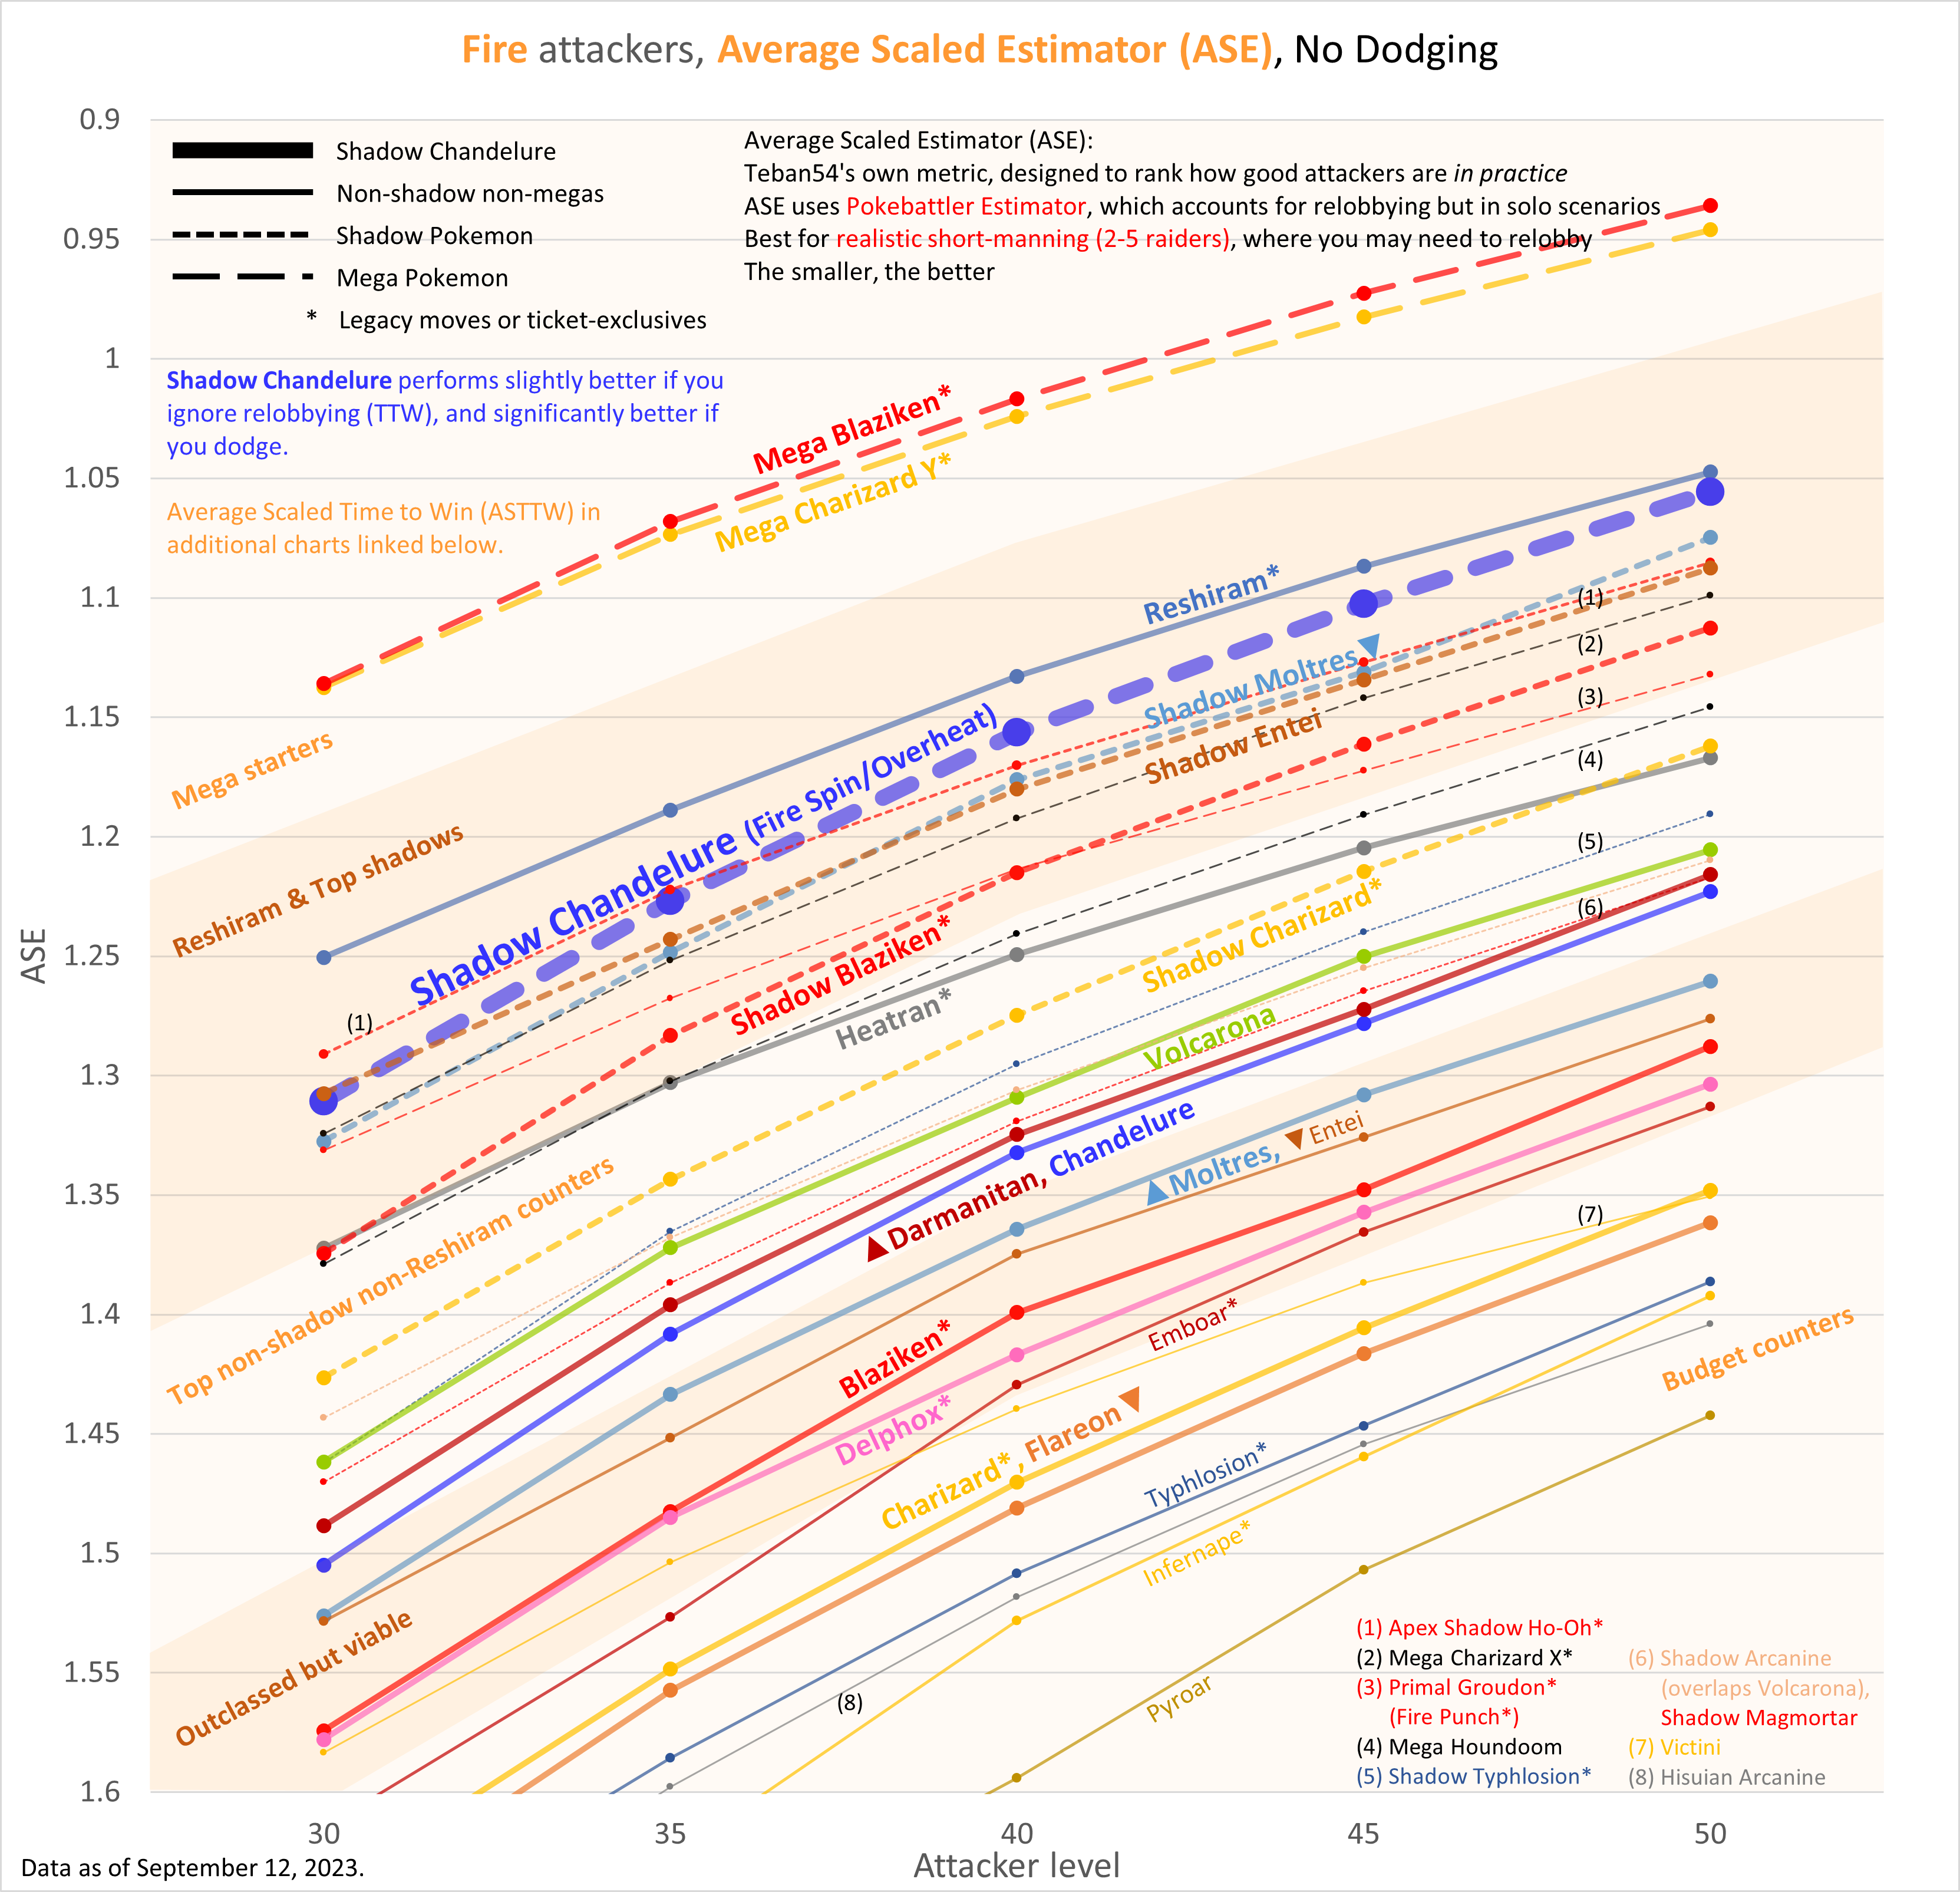 Fire attackers, Average Scaled Estimator (ASE), No Dodging
0.9
0.95
1
1.05
1.1
1.15
1.2
1.25
1.3
1.35
1.4
1.45
1.5
1.55
1.6
ASE
Shadow Chandelure
Non-shadow non-megas
Shadow Pokemon
Mega Pokemon
* Legacy moves or ticket-exclusives
Average Scaled Estimator (ASE):
Teban54's own metric, designed to rank how good attackers are in practice
ASE uses Pokebattler Estimator, which accounts for relobbying but in solo scenarios
Best for realistic short-manning (2-5 raiders), where you may need to relobby
The smaller, the better
Shadow Chandelure performs slightly better if you
ignore relobbying (TTW), and significantly better if
you dodge.
Average Scaled Time to Win (ASTTW) in
additional charts linked below.
Mega Blaziken*
Mega Charizard Y*
Reshiram*
Shadow Moltres
Shadow Entei
Shadow Chandelure (Fire Spin/Overheat)
Mega starters
Reshiram & Top shadows
(1)
(1)
(2)
(3)
(4)
(5)
(6)
(7)
(8)
Shadow Blaziken*
Heatran*
Shadow Charizard*
Volcarona
Darmanitan, Chandelure
Moltres,
Entei
Top non-shadow non-Reshiram counters
Blaziken*
Delphox*
Emboar*
Charizard*, Flareon
Typhlosion*
Infernape*
Pyroar
Outclassed but viable
Budget counters
(1) Apex Shadow Ho-Oh*
(2) Mega Charizard X*
(3) Primal Groudon*
(Fire Punch*)
(4) Mega Houndoom
(5) Shadow Typhlosion*
(6) Shadow Arcanine
(overlaps Volcarona),
Shadow Magmortar
(7) Victini
(8) Hisuian Arcanine
30
35
40
45
50
Attacker level
Data as of September 12, 2023.